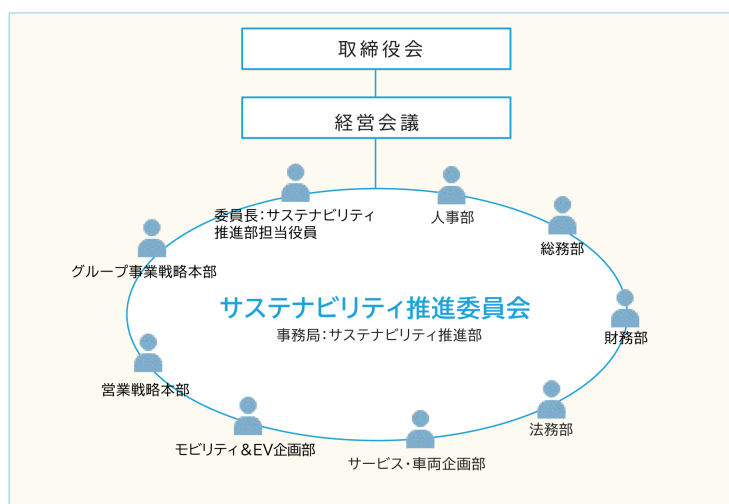 取締役会
経営会議
委員長：サステナビリティ
推進部担当役員
人事部
総務部
グループ事業戦略本部
サステナビリティ推進委員会
事務局：サステナビリティ推進部
財務部
営業戦略本部
法務部
モビリティ＆EV企画部
サービス・車両企画部